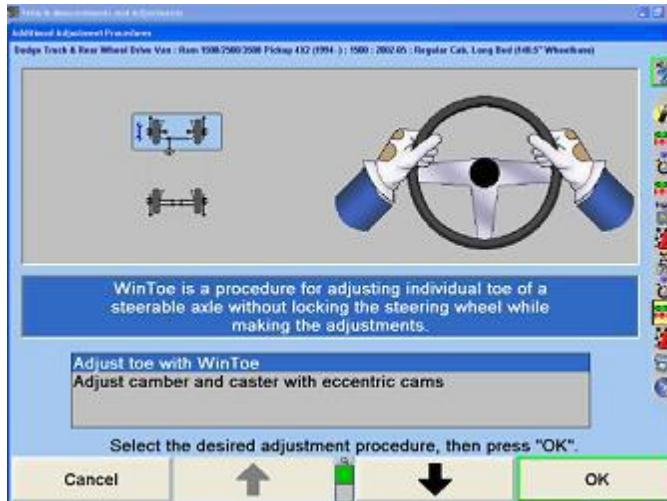 Additional Adjustment Procedures
Dodge Truck & Rear Wheel Drive Van : Ram 1500/2500/3500 Pickup 4X2 (1994- ) : 1500 : 2002-05 : Regular Cab, Long Bed (140.5" Wheelbase)
WinToe is a procedure for adjusting individual toe of a
steerable axle without locking the steering wheel while
making the adjustments.
Adjust toe with WinToe
Adjust camber and caster with eccentric cams
Select the desired adjustment procedure, then press "OK".
Cancel
OK